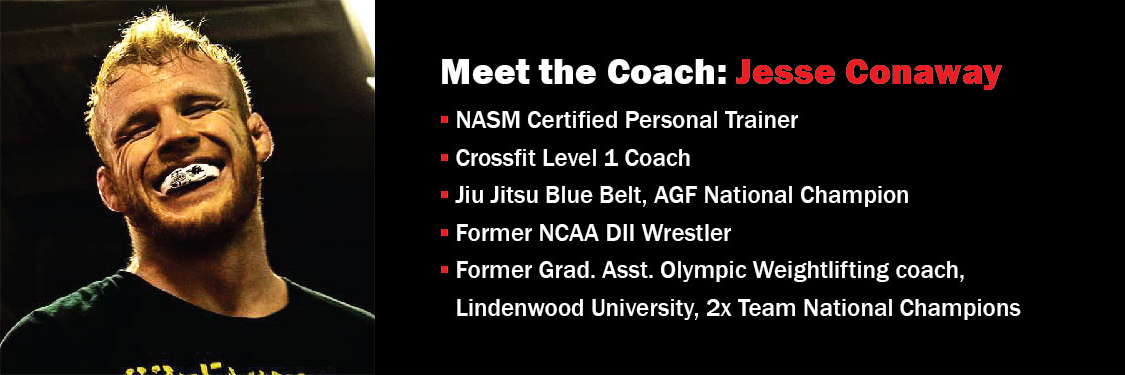 Meet the Coach: Jesse Conaway
▪ NASM Certified Personal Trainer
▪ Crossfit Level 1 Coach
▪ Jiu Jitsu Blue Belt, AGF National Champion
▪ Former NCAA DII Wrestler
▪ Former Grad. Asst. Olympic Weightlifting coach,
Lindenwood University, 2x Team National Champions